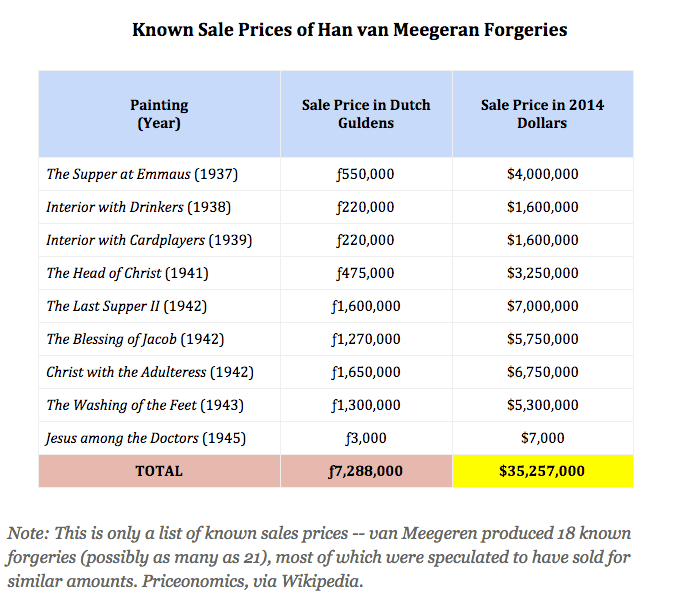 Known Sale Prices of Han van Meegeran Forgeries
Painting
(Year)
Sale Price in Dutch
Guldens
Sale Price in 2014
Dollars
The Supper at Emmaus (1937) ƒ550,000 $4,000,000
Interior with Drinkers (1938) ƒ220,000 $1,600,000
Interior with Cardplayers (1939) ƒ220,000 $1,600,000
The Head of Christ (1941) ƒ475,000 $3,250,000
The Last Supper II (1942) ƒ1,600,000 $7,000,000
The Blessing of Jacob (1942) ƒ1,270,000 $5,750,000
Christ with the Adulteress (1942) ƒ1,650,000 $6,750,000
The Washing of the Feet (1943) ƒ1,300,000 $5,300,000
Jesus among the Doctors (1945) ƒ3,000 $7,000
TOTAL ƒ7,288,000 $35,257,000
Note: This is only a list of known sales prices -- van Meegeren produced 18 known
forgeries (possibly as many as 21), most of which were speculated to have sold for
similar amounts. Priceonomics, via Wikipedia.